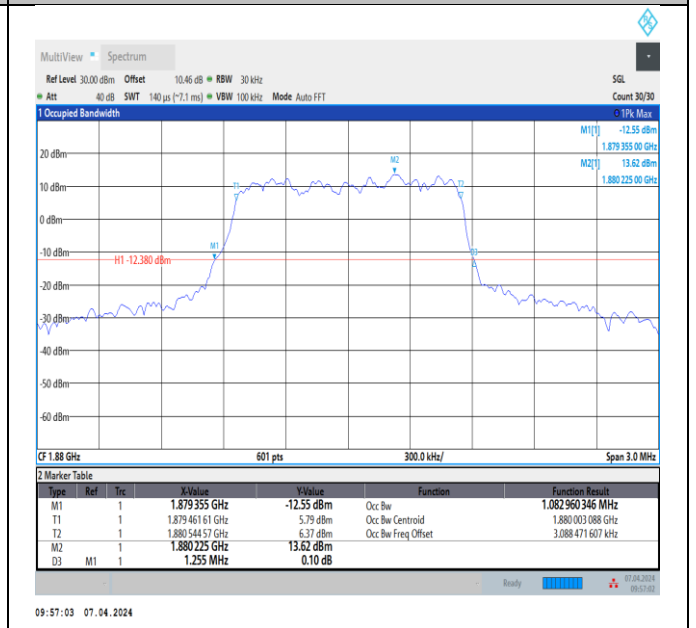 MultiView Spectrum
Ref Level 30.00 dBm Offset 10.46 dB RBW 30 kHz SGL
Att 40 dB SWT 140 µs (~7.1 ms) VBW 100 kHz Mode Auto FFT Count 30/30
1 Occupied Bandwidth 1Pk Max
M1[1] -12.55 dBm
1.879 355 00 GHz
M2[1] 13.62 dBm
1.880 225 00 GHz
20 dBm
M2
10 dBm
T1
T2
0 dBm
M1
-10 dBm
H1 -12.380 dBm
D3
-20 dBm
-30 dBm
-40 dBm
-50 dBm
-60 dBm
CF 1.88 GHz 601 pts 300.0 kHz/ Span 3.0 MHz
2 Marker Table
Type Ref Trc X-Value Y-Value Function Function Result
M1 1 1.879 355 GHz -12.55 dBm Occ Bw 1.082 960 346 MHz
T1 1 1.879 461 61 GHz 5.79 dBm Occ Bw Centroid 1.880 003 088 GHz
T2 1 1.880 544 57 GHz 6.37 dBm Occ Bw Freq Offset 3.088 471 607 kHz
M2 1 1.880 225 GHz 13.62 dBm
D3 M1 1 1.255 MHz 0.10 dB
Ready 07.04.2024
09:57:02
09:57:03 07.04.2024